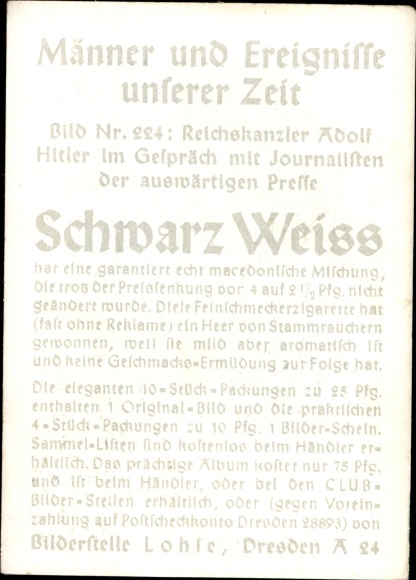 Männer und Ereignisse
unserer Zeit
Bild Nr. 224: Reichskanzler Adolf
Hitler im Gespräch mit Journalisten
der auswärtigen Presse
Schwarz Weiss
hat eine garantiert echt macedonische Mischung,
die trotz der Preissenkung von 4 auf 2 1/2 Pfg. nicht
geändert wurde. Diese Feinschmeckerzigarette hat
(fast ohne Reklame) ein Heer von Stammrauchern
gewonnen, weil sie mild aber aromatisch ist
und keine Geschmacks=Ermüdung zur Folge hat.
Die eleganten 10=Stück=Packungen zu 25 Pfg.
enthalten 1 Original=Bild und die praktischen
4=Stück=Packungen zu 10 Pfg. 1 Bilder=Schein.
Sammel=Listen sind kostenlos beim Händler er=
hältlich. Das prächtige Album kostet nur 75 Pfg.
und ist beim Händler, oder bei den CLUB=
Bilder=Stellen erhältlich, oder (gegen Vorein=
zahlung auf Postscheckkonto Dresden 28893) von
Bilderstelle Lohse, Dresden A 24